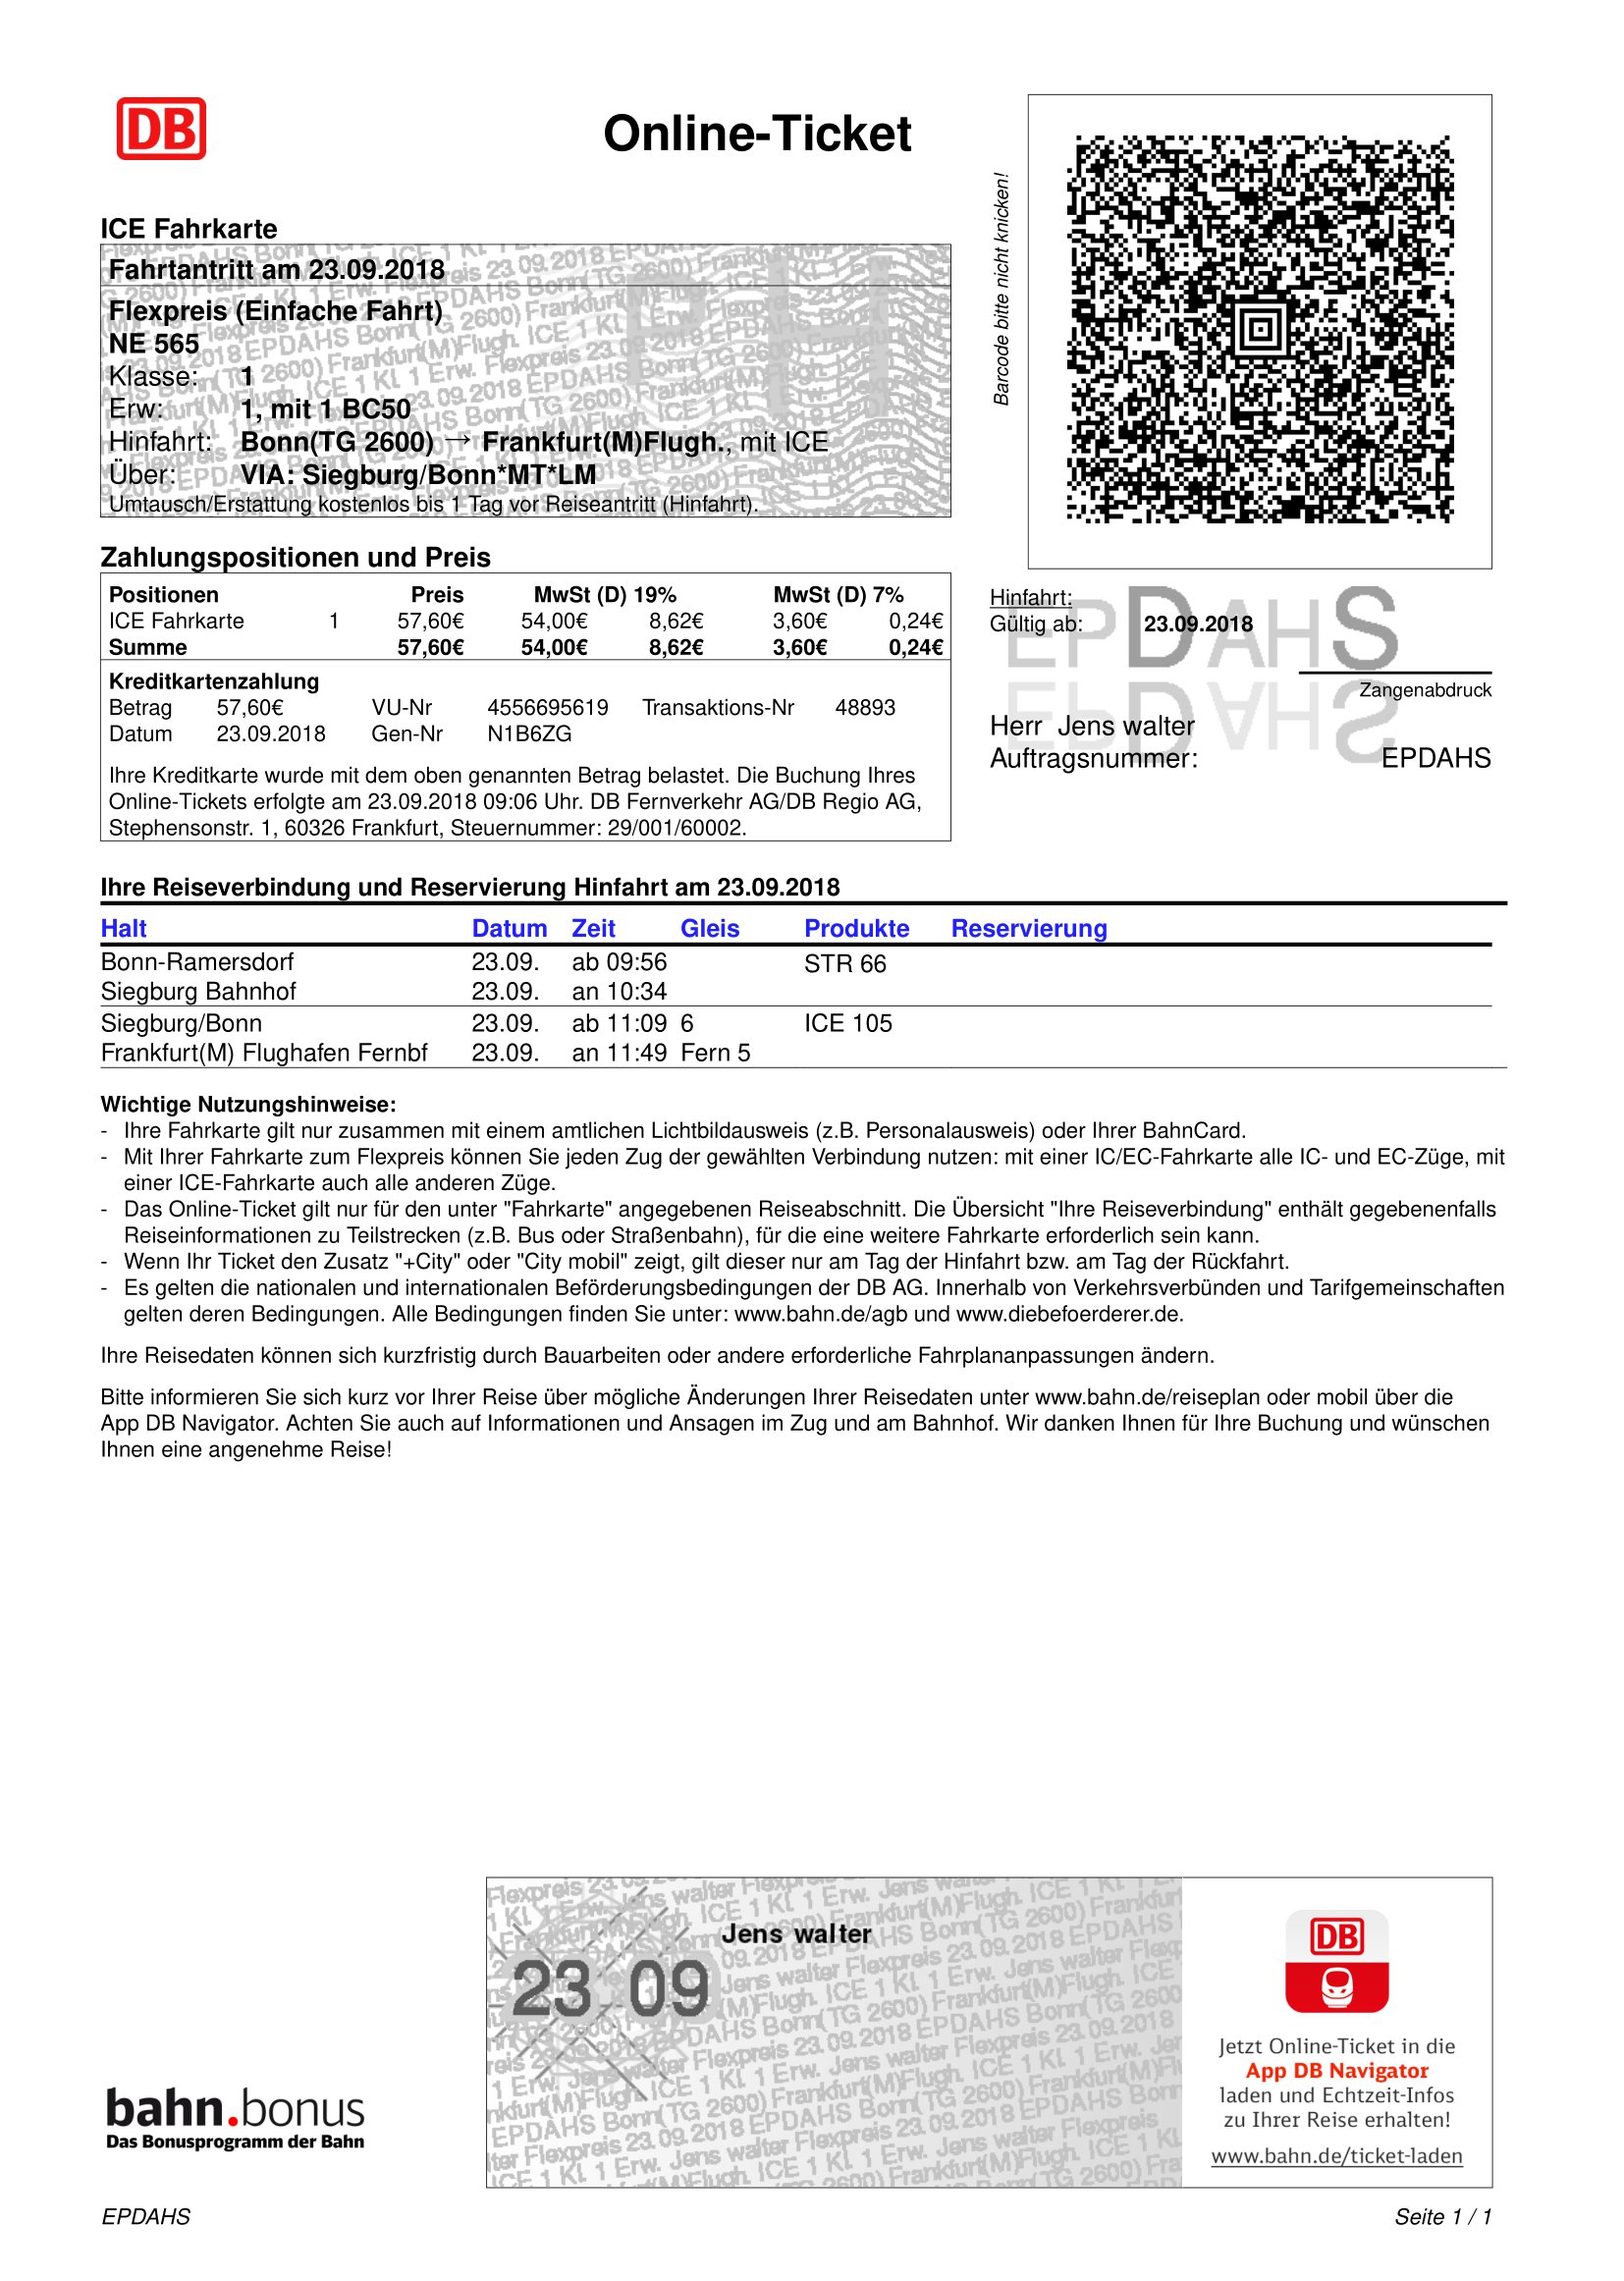 DB
Online-Ticket
Barcode bitte nicht knicken!
ICE Fahrkarte
Fahrtantritt am 23.09.2018
Flexpreis (Einfache Fahrt)
NE 565
Klasse: 1
Erw: 1, mit 1 BC50
Hinfahrt: Bonn(TG 2600) → Frankfurt(M)Flugh., mit ICE
Über: VIA: Siegburg/Bonn*MT*LM
Umtausch/Erstattung kostenlos bis 1 Tag vor Reiseantritt (Hinfahrt).
Zahlungspositionen und Preis
Positionen Preis MwSt (D) 19% MwSt (D) 7%
ICE Fahrkarte 1 57,60€ 54,00€ 8,62€ 3,60€ 0,24€
Summe 57,60€ 54,00€ 8,62€ 3,60€ 0,24€
Kreditkartenzahlung
Betrag 57,60€ VU-Nr 4556695619 Transaktions-Nr 48893
Datum 23.09.2018 Gen-Nr N1B6ZG
Ihre Kreditkarte wurde mit dem oben genannten Betrag belastet. Die Buchung Ihres
Online-Tickets erfolgte am 23.09.2018 09:06 Uhr. DB Fernverkehr AG/DB Regio AG,
Stephensonstr. 1, 60326 Frankfurt, Steuernummer: 29/001/60002.
Hinfahrt:
Gültig ab: 23.09.2018
EPDAHS
Zangenabdruck
Herr Jens walter
Auftragsnummer: EPDAHS
Ihre Reiseverbindung und Reservierung Hinfahrt am 23.09.2018
Halt Datum Zeit Gleis Produkte Reservierung
Bonn-Ramersdorf 23.09. ab 09:56 STR 66
Siegburg Bahnhof 23.09. an 10:34
Siegburg/Bonn 23.09. ab 11:09 6 ICE 105
Frankfurt(M) Flughafen Fernbf 23.09. an 11:49 Fern 5
Wichtige Nutzungshinweise:
- Ihre Fahrkarte gilt nur zusammen mit einem amtlichen Lichtbildausweis (z.B. Personalausweis) oder Ihrer BahnCard.
- Mit Ihrer Fahrkarte zum Flexpreis können Sie jeden Zug der gewählten Verbindung nutzen: mit einer IC/EC-Fahrkarte alle IC- und EC-Züge, mit
einer ICE-Fahrkarte auch alle anderen Züge.
- Das Online-Ticket gilt nur für den unter "Fahrkarte" angegebenen Reiseabschnitt. Die Übersicht "Ihre Reiseverbindung" enthält gegebenenfalls
Reiseinformationen zu Teilstrecken (z.B. Bus oder Straßenbahn), für die eine weitere Fahrkarte erforderlich sein kann.
- Wenn Ihr Ticket den Zusatz "+City" oder "City mobil" zeigt, gilt dieser nur am Tag der Hinfahrt bzw. am Tag der Rückfahrt.
- Es gelten die nationalen und internationalen Beförderungsbedingungen der DB AG. Innerhalb von Verkehrsverbünden und Tarifgemeinschaften
gelten deren Bedingungen. Alle Bedingungen finden Sie unter: www.bahn.de/agb und www.diebefoerderer.de.
Ihre Reisedaten können sich kurzfristig durch Bauarbeiten oder andere erforderliche Fahrplananpassungen ändern.
Bitte informieren Sie sich kurz vor Ihrer Reise über mögliche Änderungen Ihrer Reisedaten unter www.bahn.de/reiseplan oder mobil über die
App DB Navigator. Achten Sie auch auf Informationen und Ansagen im Zug und am Bahnhof. Wir danken Ihnen für Ihre Buchung und wünschen
Ihnen eine angenehme Reise!
Jens walter
23 09
DB
Jetzt Online-Ticket in die
App DB Navigator
laden und Echtzeit-Infos
zu Ihrer Reise erhalten!
www.bahn.de/ticket-laden
bahn.bonus
Das Bonusprogramm der Bahn
EPDAHS
Seite 1 / 1